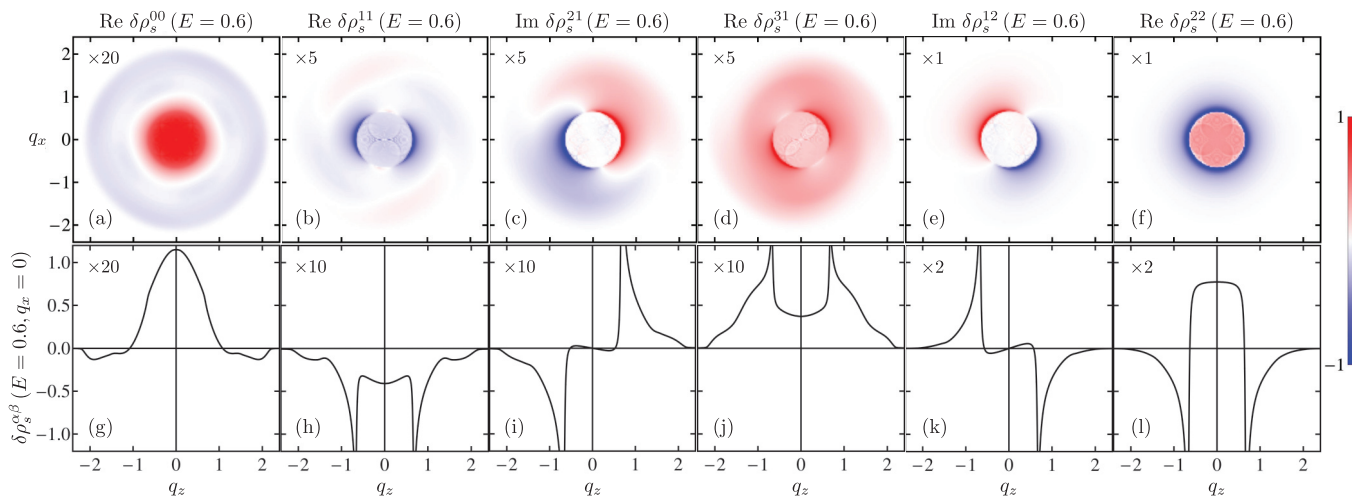 Re δρ_s^{00} (E = 0.6) Re δρ_s^{11} (E = 0.6) Im δρ_s^{21} (E = 0.6) Re δρ_s^{31} (E = 0.6) Im δρ_s^{12} (E = 0.6) Re δρ_s^{22} (E = 0.6)
2
×20 ×5 ×5 ×5 ×1 ×1
1
1
q_x 0
−1
−2
(a) (b) (c) (d) (e) (f)
−1
δρ_s^{αβ} (E = 0.6, q_x = 0)
1.0 ×20 ×10 ×10 ×10 ×2 ×2
0.5
0.0
−0.5
−1.0
(g) (h) (i) (j) (k) (l)
−2 −1 0 1 2 −2 −1 0 1 2 −2 −1 0 1 2 −2 −1 0 1 2 −2 −1 0 1 2 −2 −1 0 1 2
q_z q_z q_z q_z q_z q_z